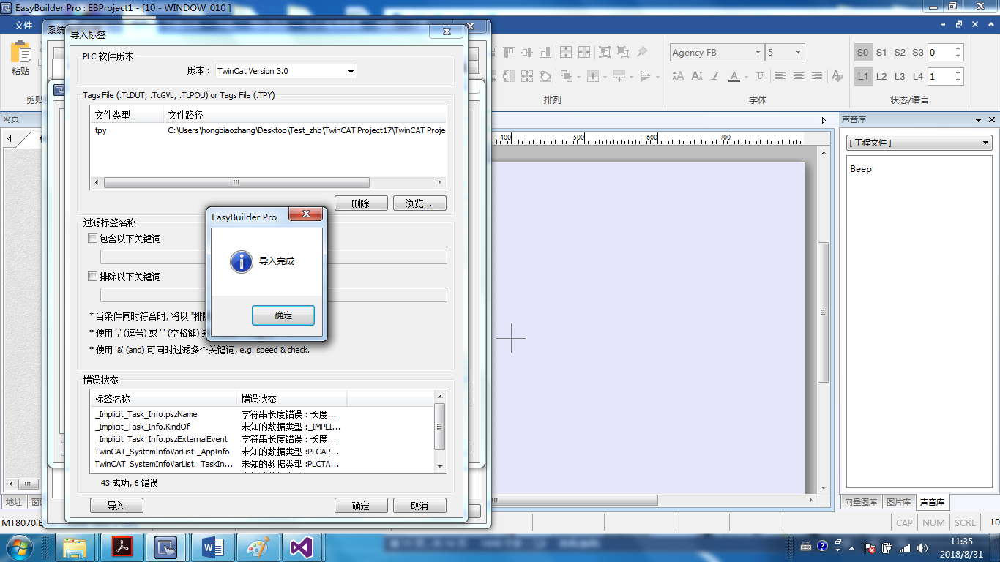 EasyBuilder Pro : EBProject1 - [10 - WINDOW_010 ]
文件
系统
导入标签
粘贴
剪贴
Agency FB
5
S0 S1 S2 S3 0
L1 L2 L3 L4 1
排列
字体
状态/语言
PLC 软件版本
版本 : TwinCat Version 3.0
Tags File (.TcDUT, .TcGVL, .TcPOU) or Tags File (.TPY)
文件类型 文件路径
tpy C:\Users\hongbiaozhang\Desktop\Test_zhb\TwinCAT Project17\TwinCAT Proje
删除 浏览...
网页
400 500 600 700
声音库
[ 工程文件 ]
Beep
过滤标签名称
包含以下关键词
排除以下关键词
* 当条件同时符合时, 将以 "排除
* 使用 ',' (逗号) 或 ' ' (空格键)
* 使用 '&' (and) 可同时过滤多个关键词, e.g. speed & check.
EasyBuilder Pro
导入完成
确定
错误状态
标签名称 错误状态
_Implicit_Task_Info.pszName 字符串长度错误 : 长度...
_Implicit_Task_Info.KindOf 未知的数据类型 :_IMPLI...
_Implicit_Task_Info.pszExternalEvent 字符串长度错误 : 长度...
TwinCAT_SystemInfoVarList._AppInfo 未知的数据类型 :PLCAP...
TwinCAT_SystemInfoVarList._TaskIn... 未知的数据类型 :PLCTA...
43 成功, 6 错误
导入 确定 取消
地址 窗
向量图库 图片库 声音库
MT8070iE
CAP NUM SCRL 10
11:35
2018/8/31